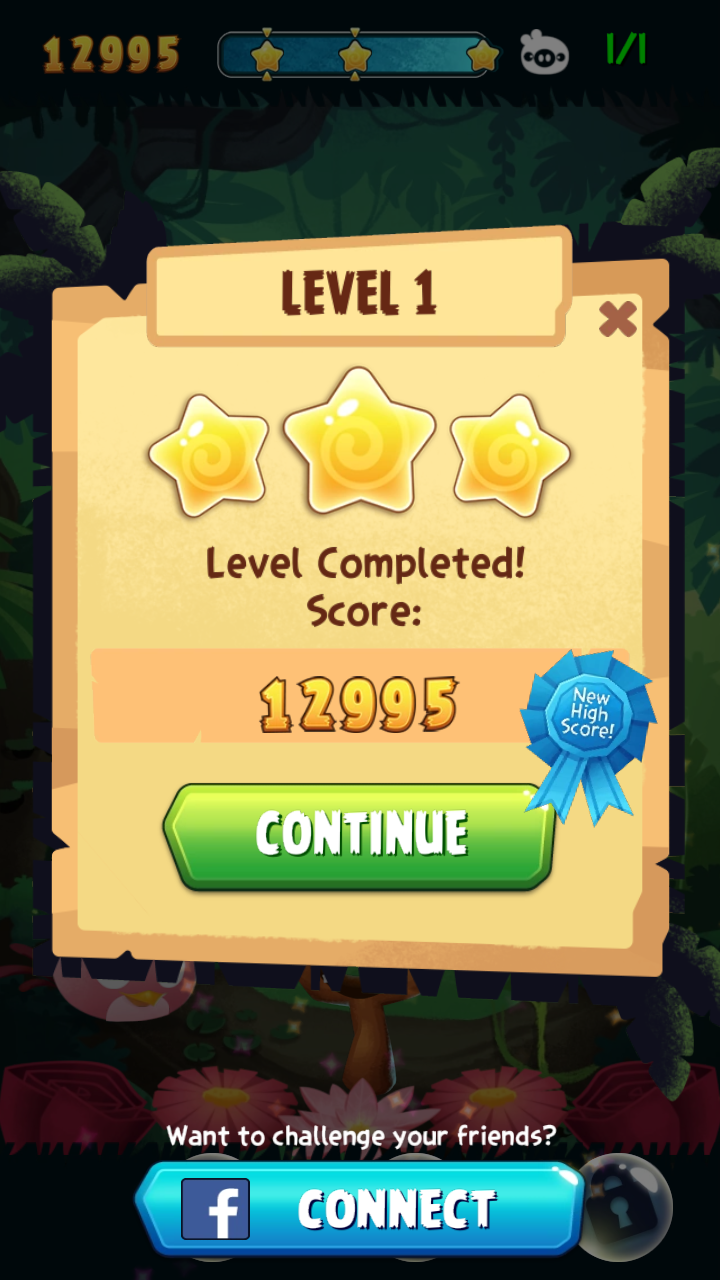 12995
1/1
LEVEL 1
Level Completed!
Score:
12995
New
High
Score!
CONTINUE
Want to challenge your friends?
f CONNECT